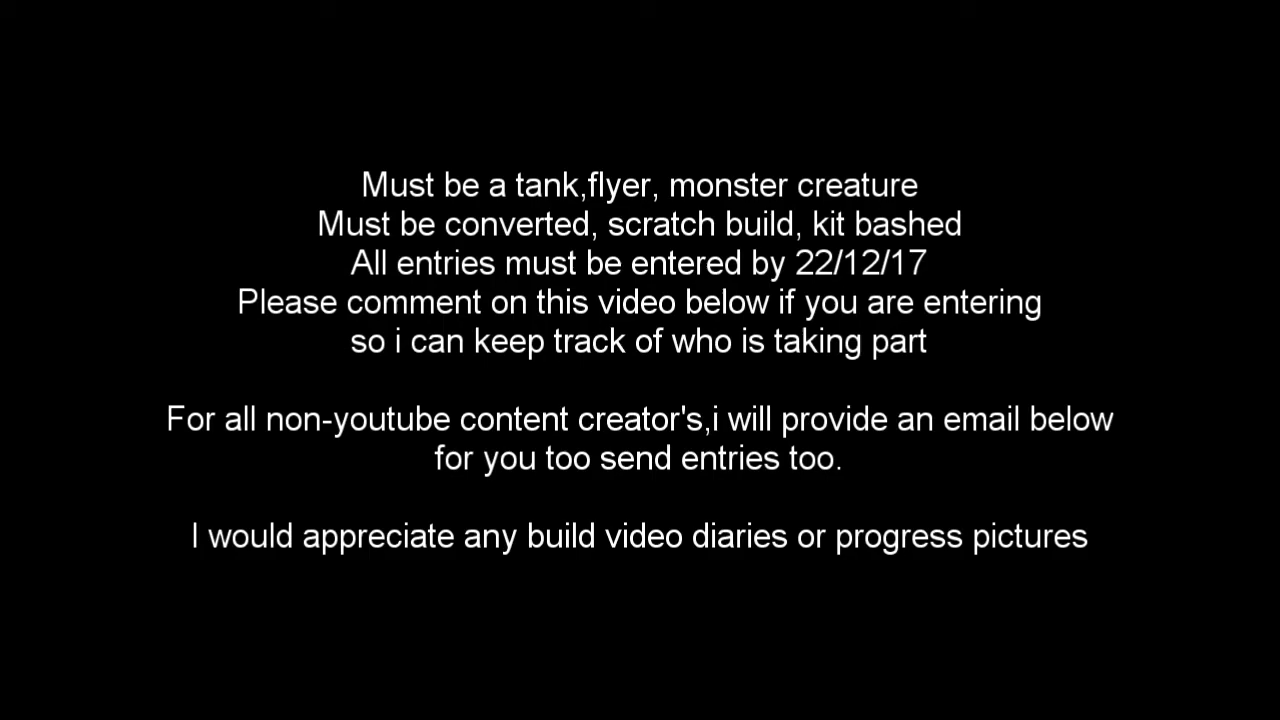 Must be a tank,flyer, monster creature
Must be converted, scratch build, kit bashed
All entries must be entered by 22/12/17
Please comment on this video below if you are entering
so i can keep track of who is taking part
For all non-youtube content creator's,i will provide an email below
for you too send entries too.
I would appreciate any build video diaries or progress pictures